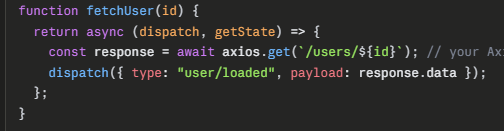 function fetchUser(id) {
  return async (dispatch, getState) => {
    const response = await axios.get(`/users/${id}`); // your Ax
    dispatch({ type: "user/loaded", payload: response.data });
  };
}